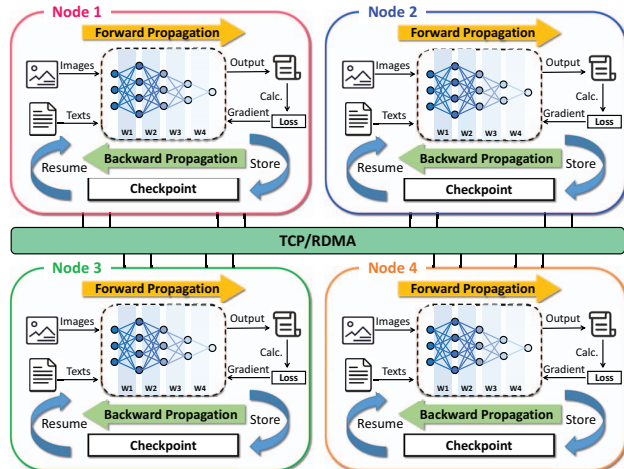 Node 1
Forward Propagation
Images
Output
Texts
Calc.
Gradient
Loss
W1 W2 W3 W4
Backward Propagation
Resume
Store
Checkpoint
Node 2
Forward Propagation
Images
Output
Texts
Calc.
Gradient
Loss
W1 W2 W3 W4
Backward Propagation
Resume
Store
Checkpoint
TCP/RDMA
Node 3
Forward Propagation
Images
Output
Texts
Calc.
Gradient
Loss
W1 W2 W3 W4
Backward Propagation
Resume
Store
Checkpoint
Node 4
Forward Propagation
Images
Output
Texts
Calc.
Gradient
Loss
W1 W2 W3 W4
Backward Propagation
Resume
Store
Checkpoint